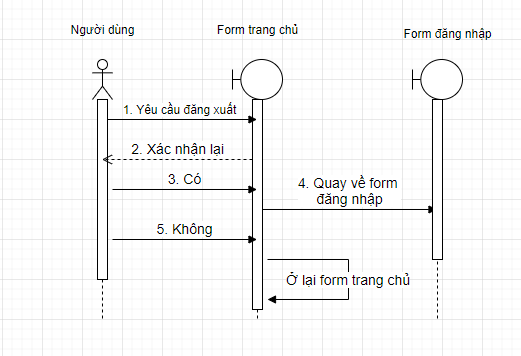 Người dùng
Form trang chủ
Form đăng nhập
1. Yêu cầu đăng xuất
2. Xác nhận lại
3. Có
4. Quay về form
đăng nhập
5. Không
Ở lại form trang chủ